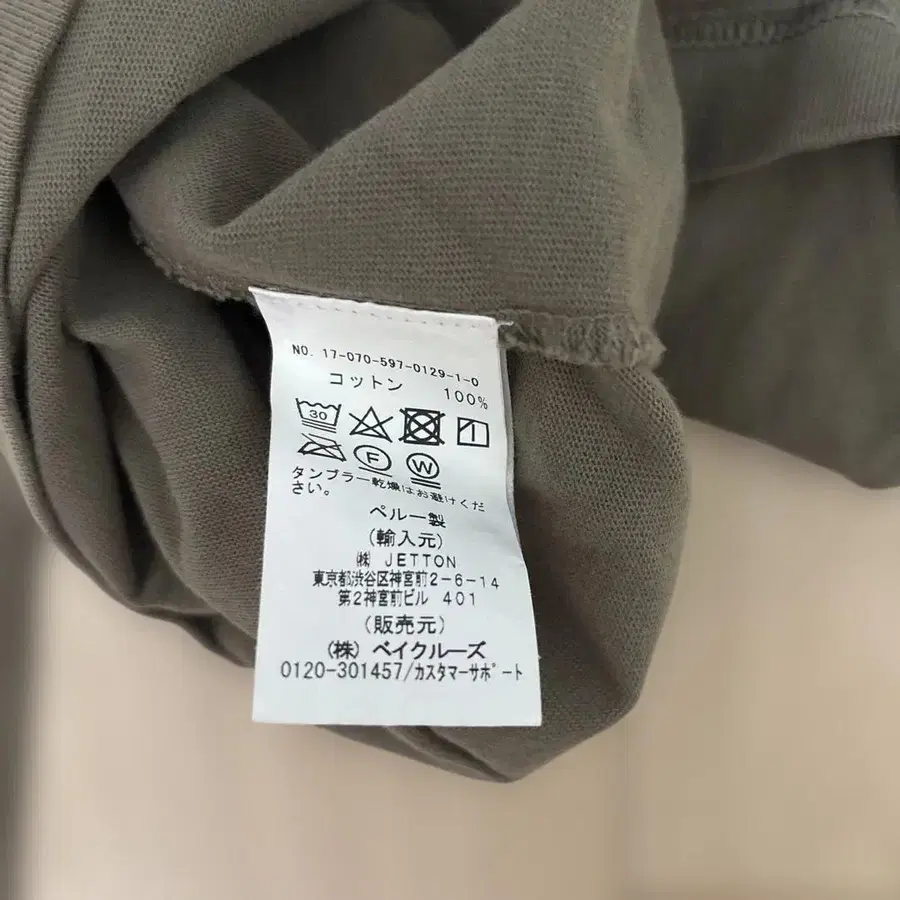 NO. 17-070-597-0129-1-0
コットン 100%
30
F W
タンブラー乾燥はお避けくだ
さい。
ペルー製
(輸入元)
㈱ JETTON
東京都渋谷区神宮前2-6-14
第2神宮前ビル 401
(販売元)
(株) ベイクルーズ
0120-301457/カスタマーサポート